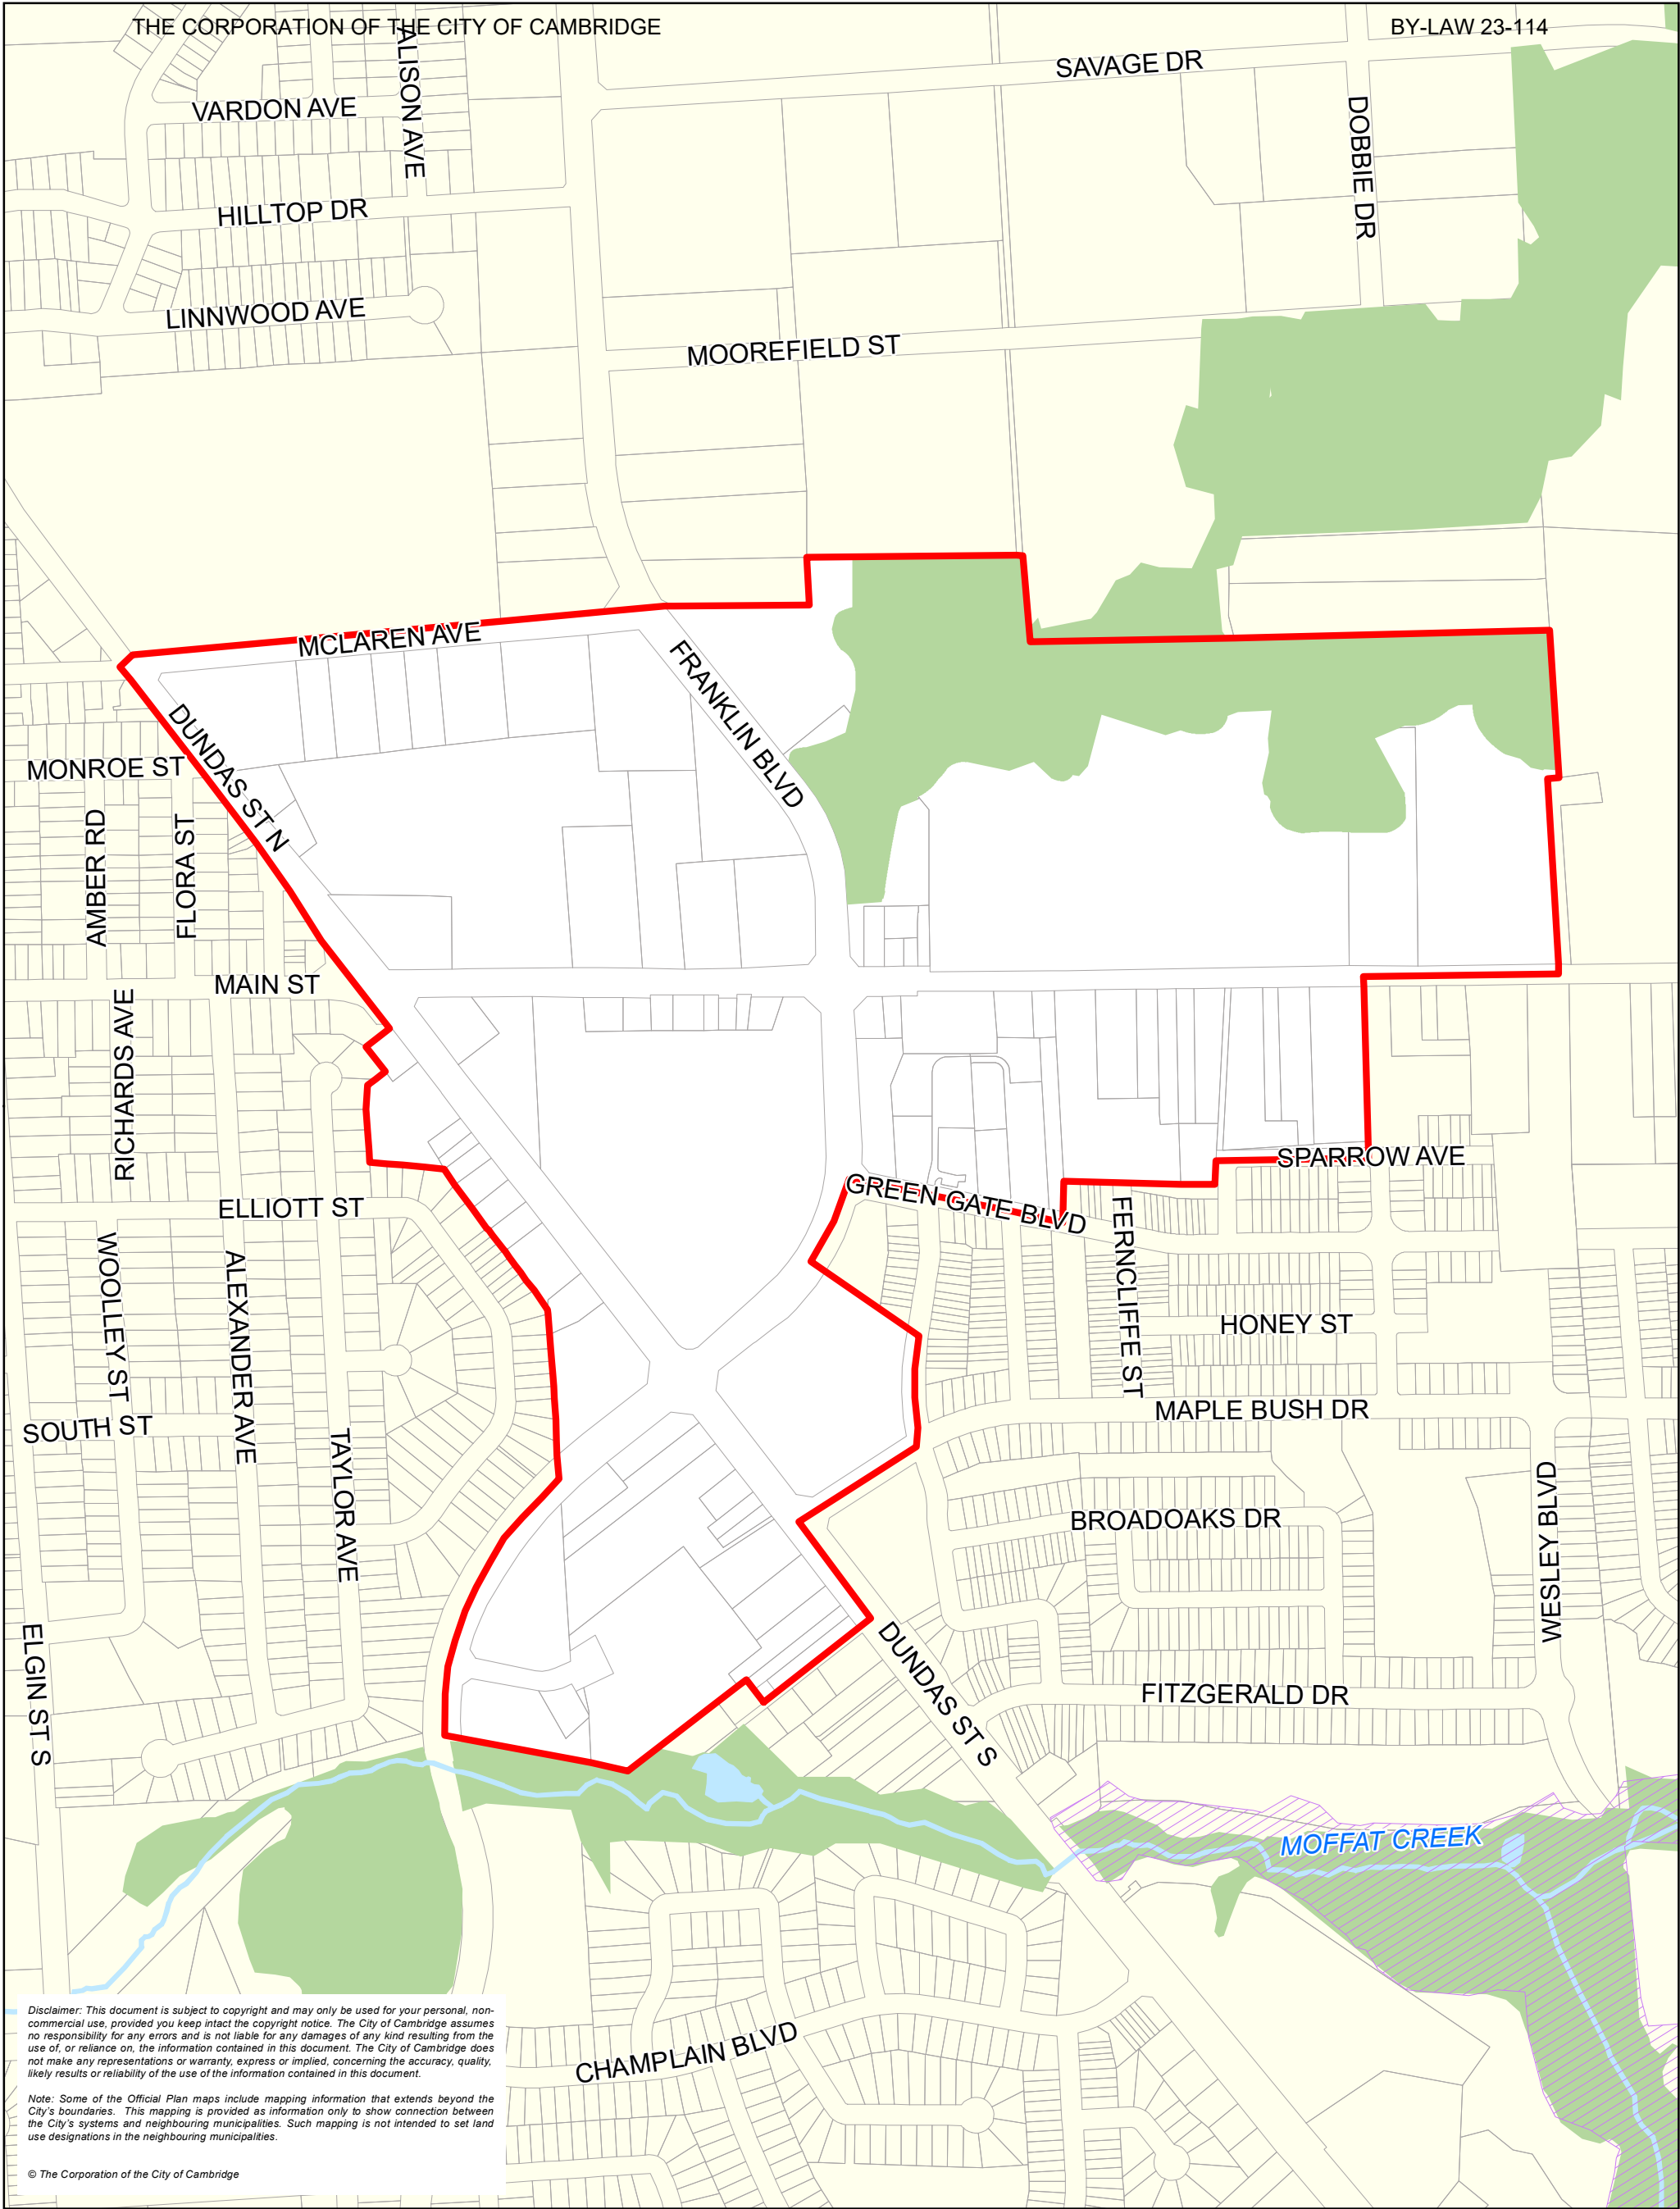 THE CORPORATION OF THE CITY OF CAMBRIDGE
BY-LAW 23-114
ALISON AVE
SAVAGE DR
VARDON AVE
DOBBIE DR
HILLTOP DR
LINNWOOD AVE
MOOREFIELD ST
MCLAREN AVE
FRANKLIN BLVD
DUNDAS ST N
MONROE ST
AMBER RD
FLORA ST
MAIN ST
RICHARDS AVE
SPARROW AVE
GREEN GATE BLVD
ELLIOTT ST
FERNCLIFFE ST
WOOLLEY ST
ALEXANDER AVE
HONEY ST
MAPLE BUSH DR
SOUTH ST
TAYLOR AVE
WESLEY BLVD
BROADOAKS DR
ELGIN ST S
DUNDAS ST S
FITZGERALD DR
MOFFAT CREEK
CHAMPLAIN BLVD
Disclaimer: This document is subject to copyright and may only be used for your personal, non-
commercial use, provided you keep intact the copyright notice. The City of Cambridge assumes
no responsibility for any errors and is not liable for any damages of any kind resulting from the
use of, or reliance on, the information contained in this document. The City of Cambridge does
not make any representations or warranty, express or implied, concerning the accuracy, quality,
likely results or reliability of the use of the information contained in this document.
Note: Some of the Official Plan maps include mapping information that extends beyond the
City's boundaries. This mapping is provided as information only to show connection between
the City's systems and neighbouring municipalities. Such mapping is not intended to set land
use designations in the neighbouring municipalities.
© The Corporation of the City of Cambridge